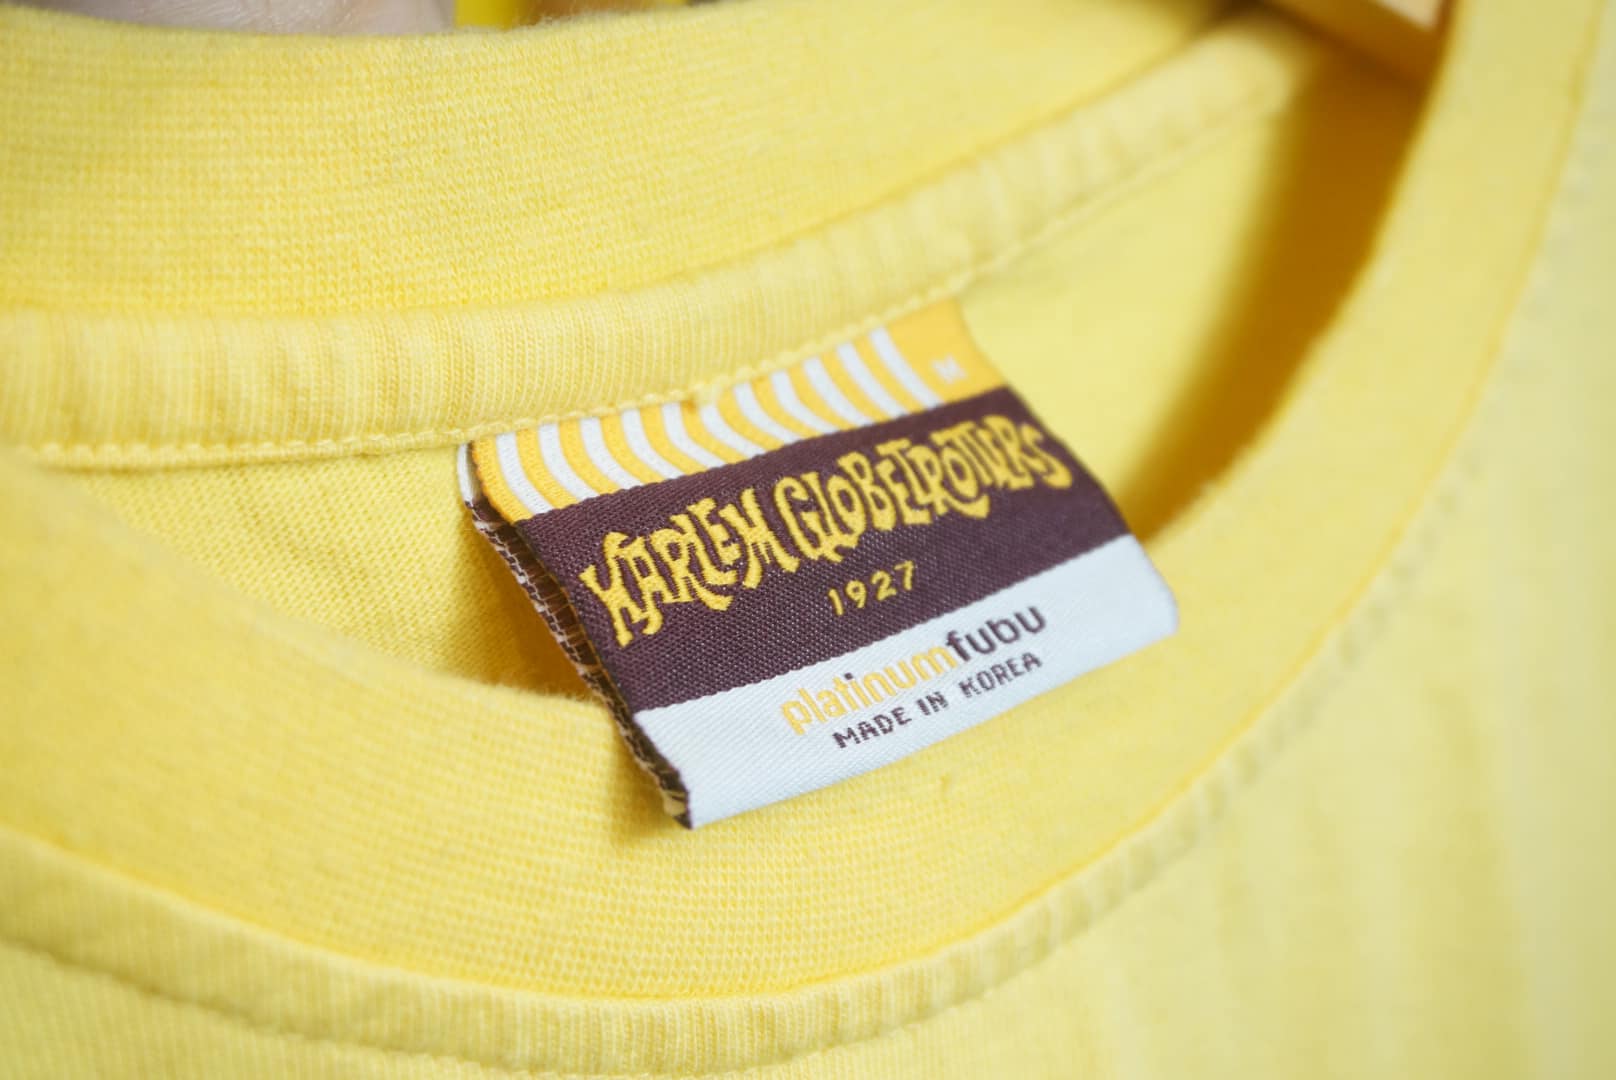 M
HARLEM GLOBETROTTERS
1927
platinumfubu
MADE IN KOREA